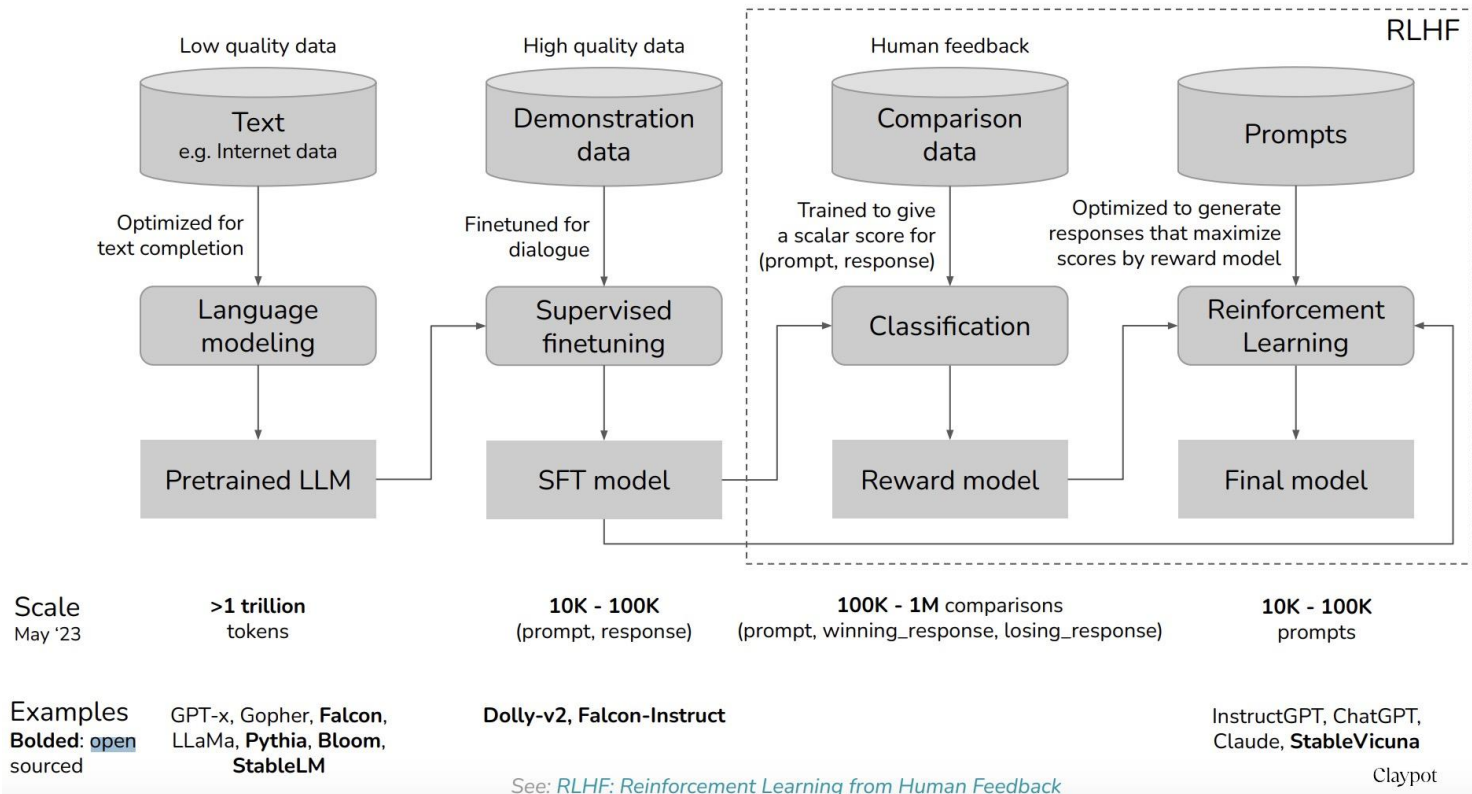 RLHF
Low quality data
Text
e.g. Internet data
Optimized for
text completion
Language
modeling
Pretrained LLM
High quality data
Demonstration
data
Finetuned for
dialogue
Supervised
finetuning
SFT model
Human feedback
Comparison
data
Trained to give
a scalar score for
(prompt, response)
Classification
Reward model
Prompts
Optimized to generate
responses that maximize
scores by reward model
Reinforcement
Learning
Final model
Scale
May ‘23
>1 trillion
tokens
10K - 100K
(prompt, response)
100K - 1M comparisons
(prompt, winning_response, losing_response)
10K - 100K
prompts
Examples
Bolded: open
sourced
GPT-x, Gopher, Falcon,
LLaMa, Pythia, Bloom,
StableLM
Dolly-v2, Falcon-Instruct
InstructGPT, ChatGPT,
Claude, StableVicuna
See: RLHF: Reinforcement Learning from Human Feedback
Claypot